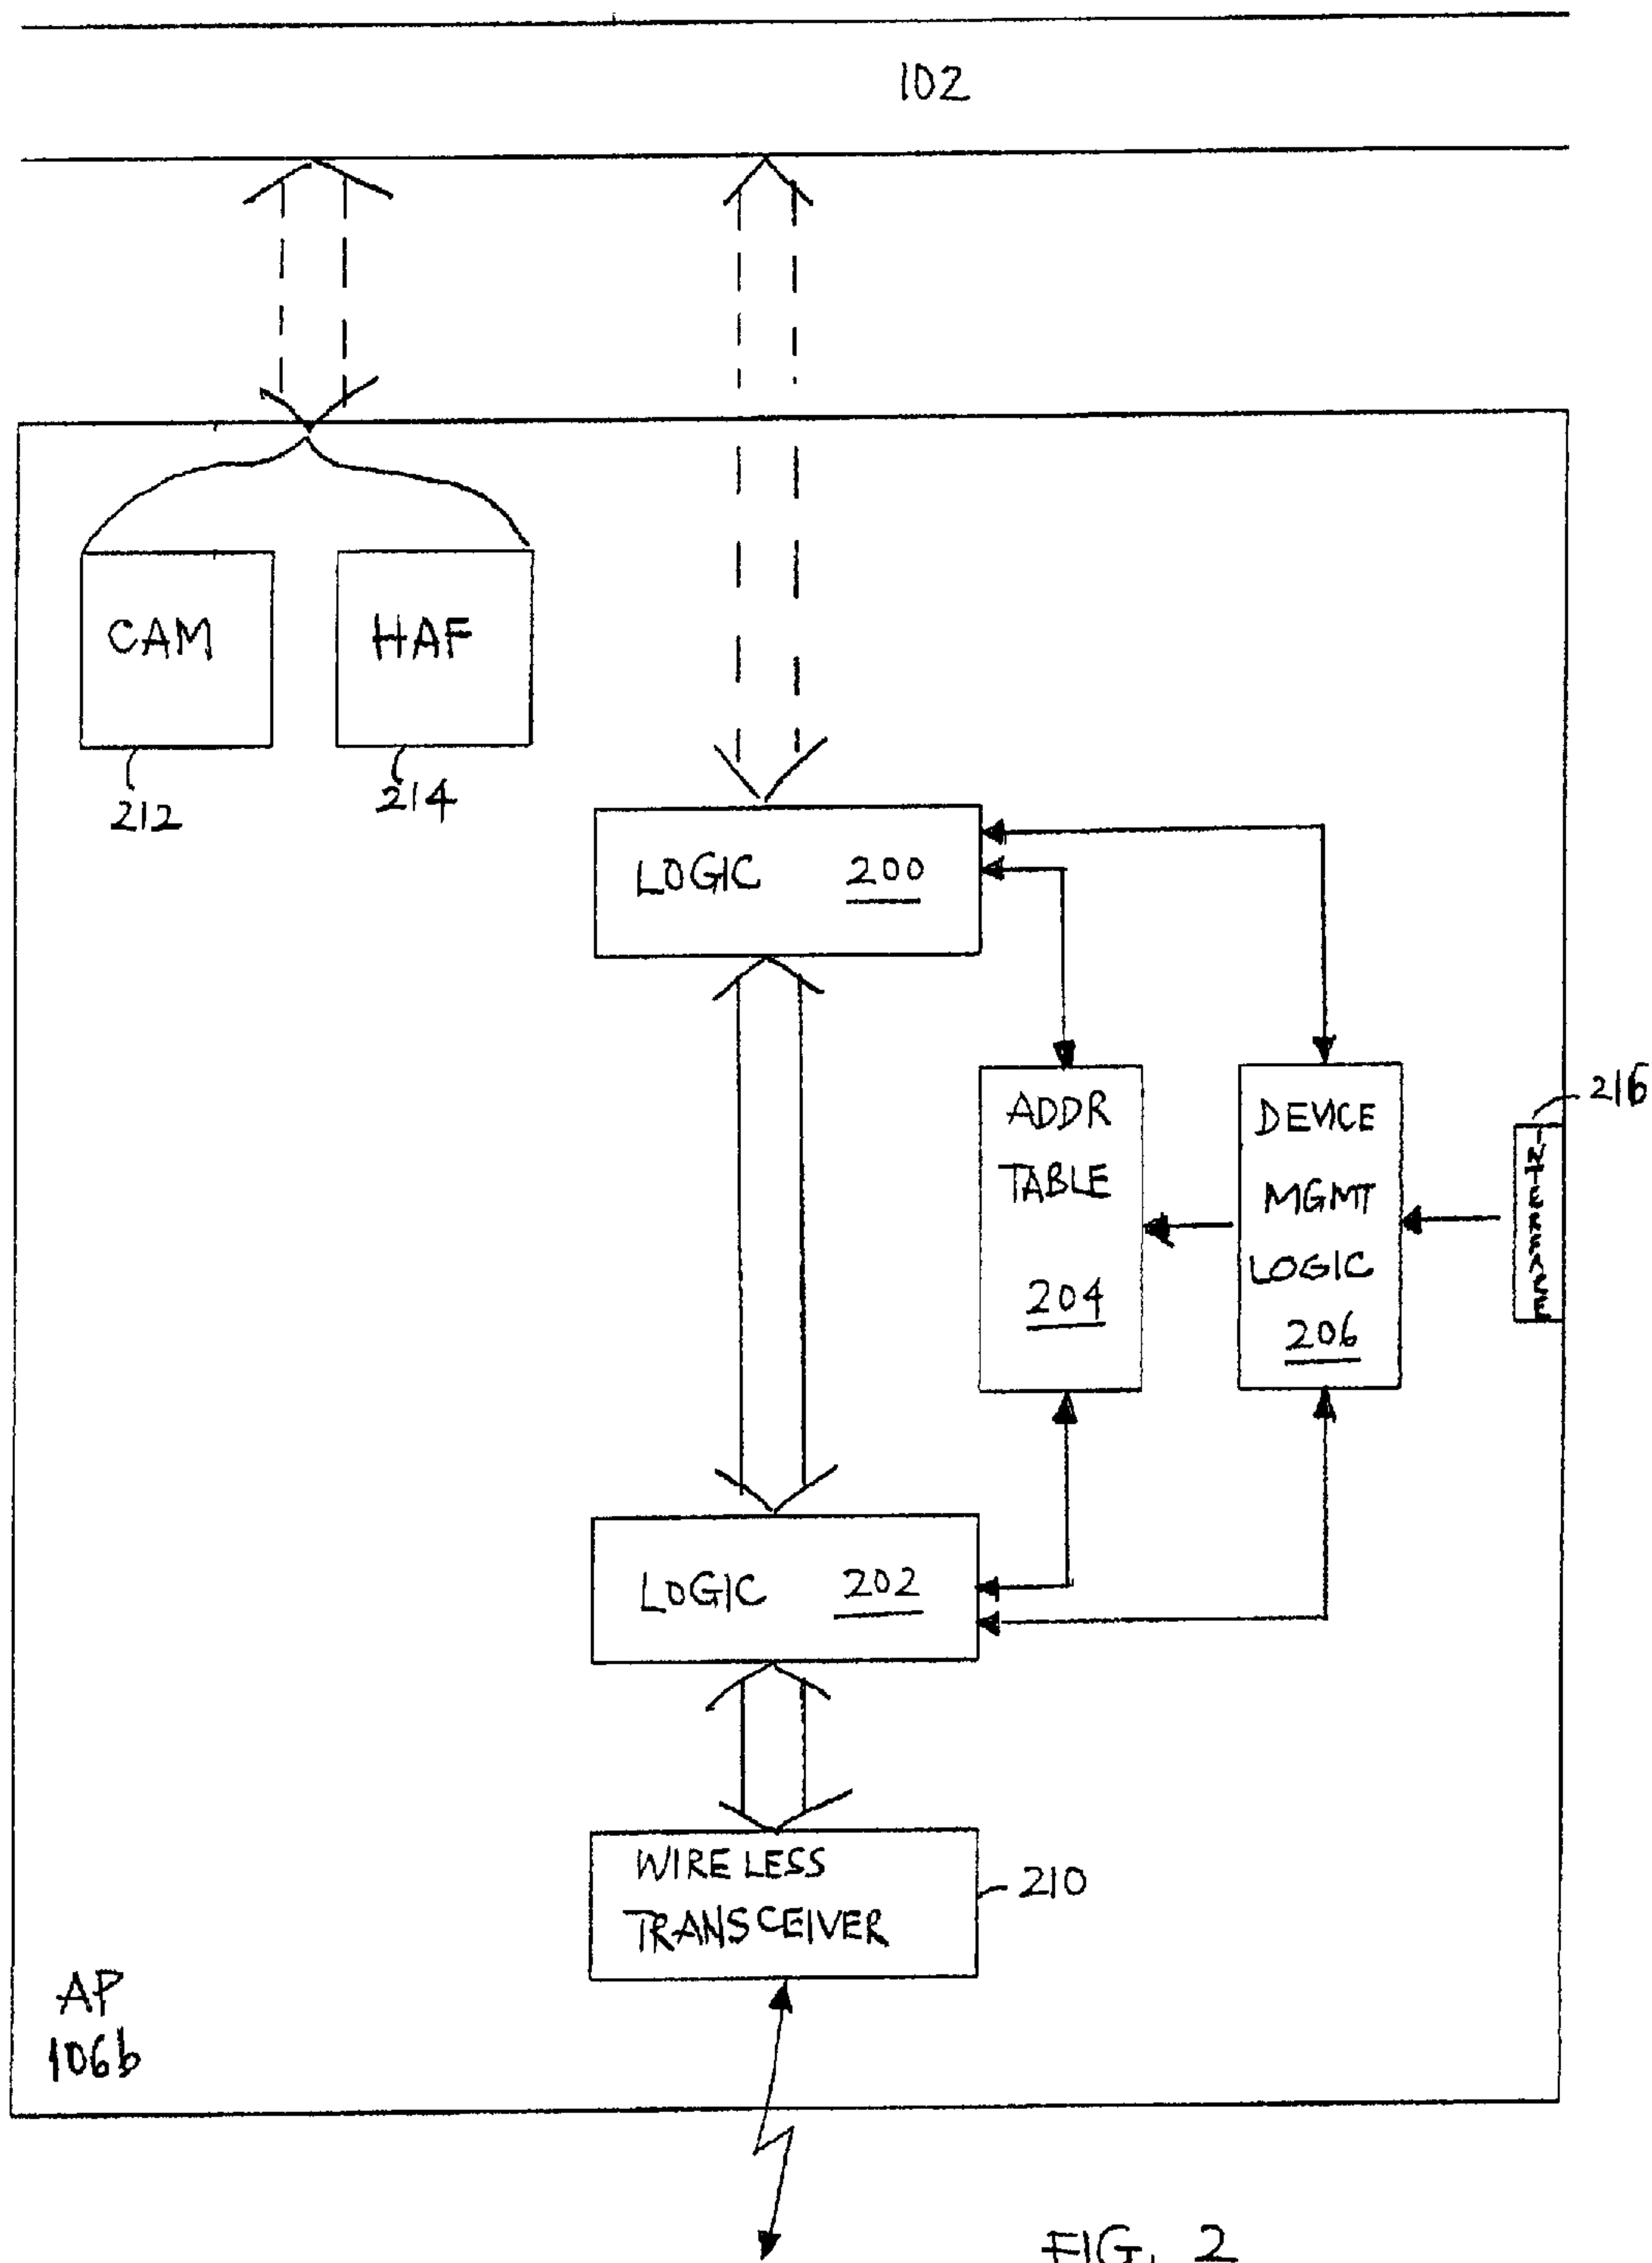 102
CAM
HAF
212
214
LOGIC 200
ADDR
TABLE
204
DEVICE
MGMT
LOGIC
206
216
INTERFACE
LOGIC 202
WIRELESS
TRANSCEIVER
210
AP
106b
FIG. 2